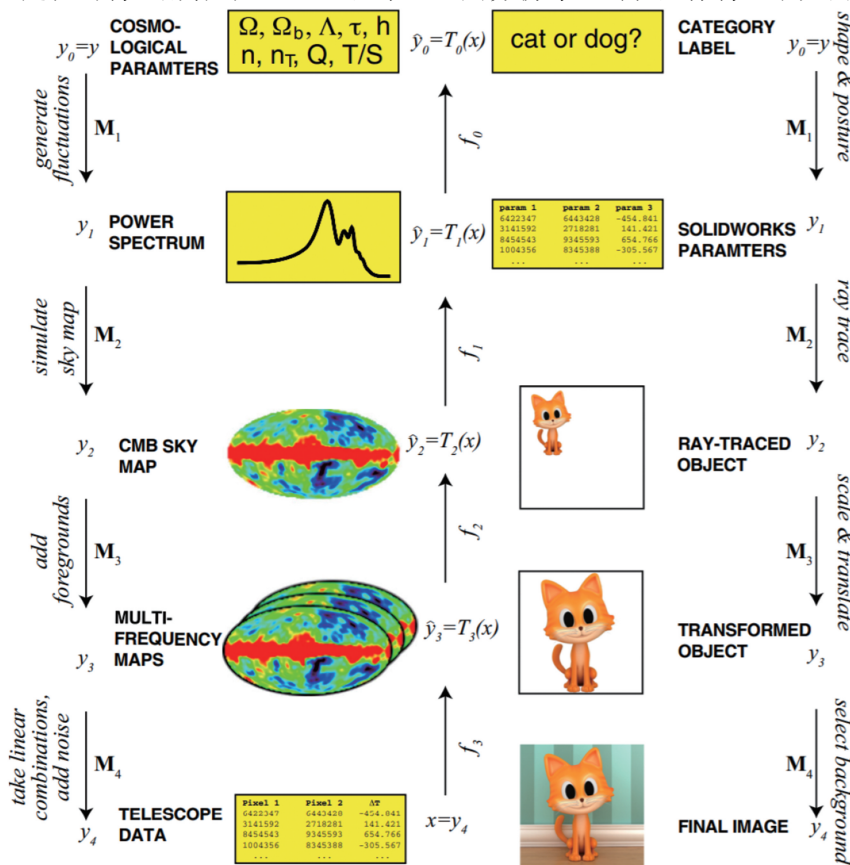 COSMO-
LOGICAL
PARAMTERS
y₀=y
Ω, Ω_b, Λ, τ, h
n, n_T, Q, T/S
ŷ₀=T₀(x)
cat or dog?
CATEGORY
LABEL
y₀=y
generate
fluctuations
M₁
f₀
M₁
shape & posture
y₁
POWER
SPECTRUM
ŷ₁=T₁(x)
param 1 param 2 param 3
6422347 6443428 -454.841
3141592 2718281 141.421
8454543 9345593 654.766
1004356 8345388 -305.567
... ... ...
SOLIDWORKS
PARAMTERS
y₁
simulate
sky map
M₂
f₁
M₂
ray trace
y₂
CMB SKY
MAP
ŷ₂=T₂(x)
RAY-TRACED
OBJECT
y₂
add
foregrounds
M₃
f₂
M₃
scale & translate
MULTI-
FREQUENCY
MAPS
y₃
ŷ₃=T₃(x)
TRANSFORMED
OBJECT
y₃
take linear
combinations,
add noise
M₄
f₃
M₄
select background
y₄
TELESCOPE
DATA
Pixel 1 Pixel 2 ΔT
6422347 6443428 -454.841
3141592 2718281 141.421
8454543 9345593 654.766
1004356 8345388 -305.567
... ... ...
x=y₄
FINAL IMAGE
y₄